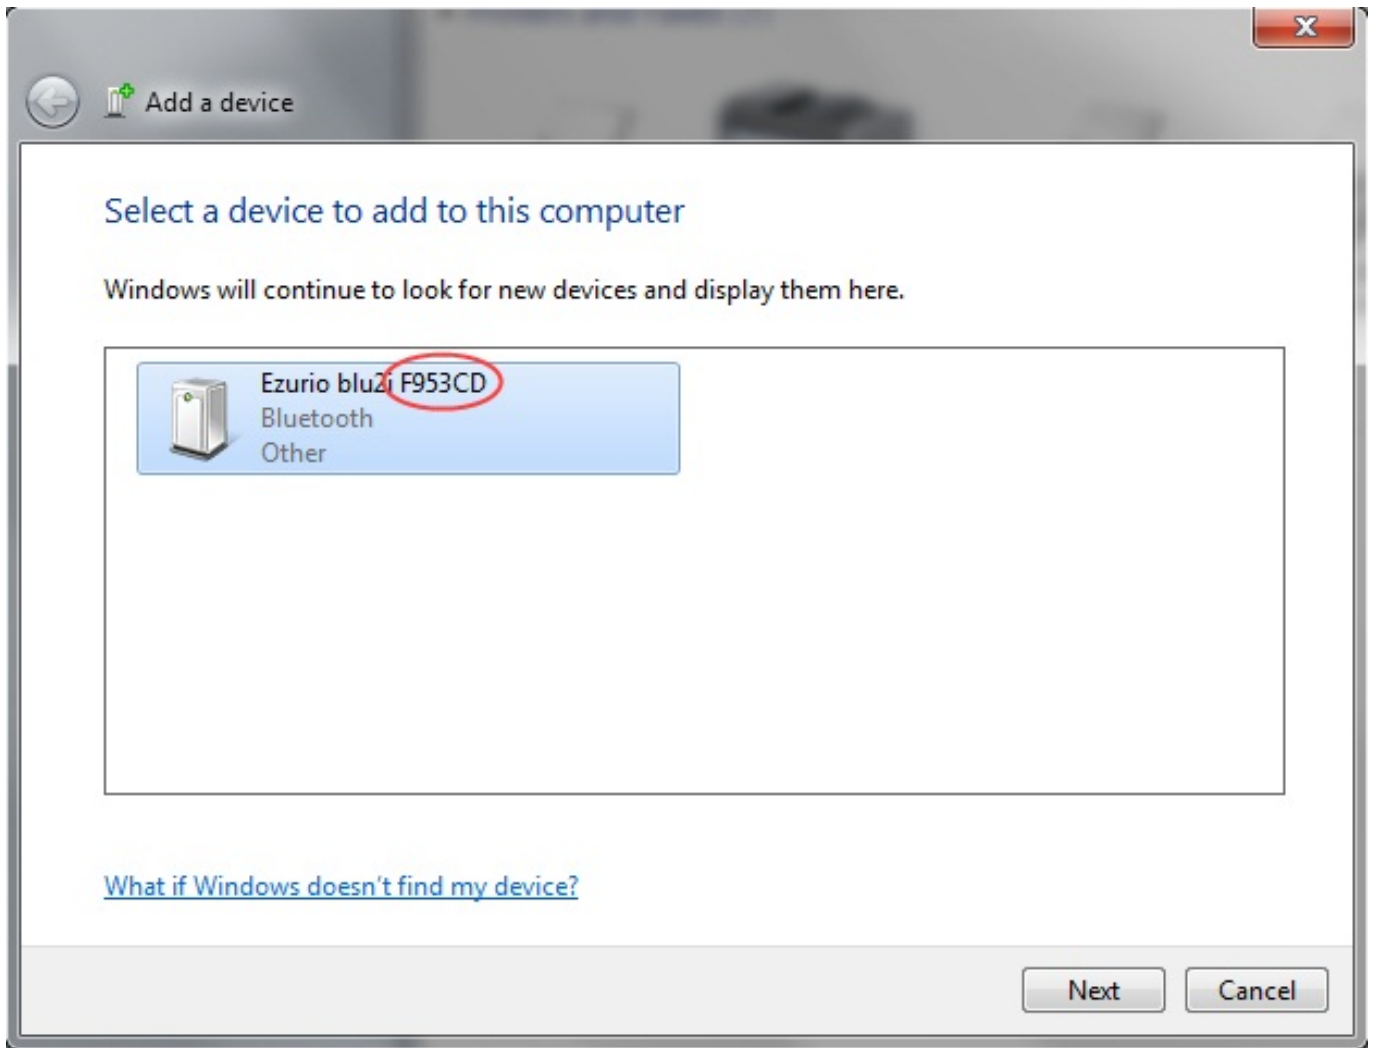 Add a device
Select a device to add to this computer
Windows will continue to look for new devices and display them here.
Ezurio blu2i F953CD
Bluetooth
Other
What if Windows doesn't find my device?
Next
Cancel